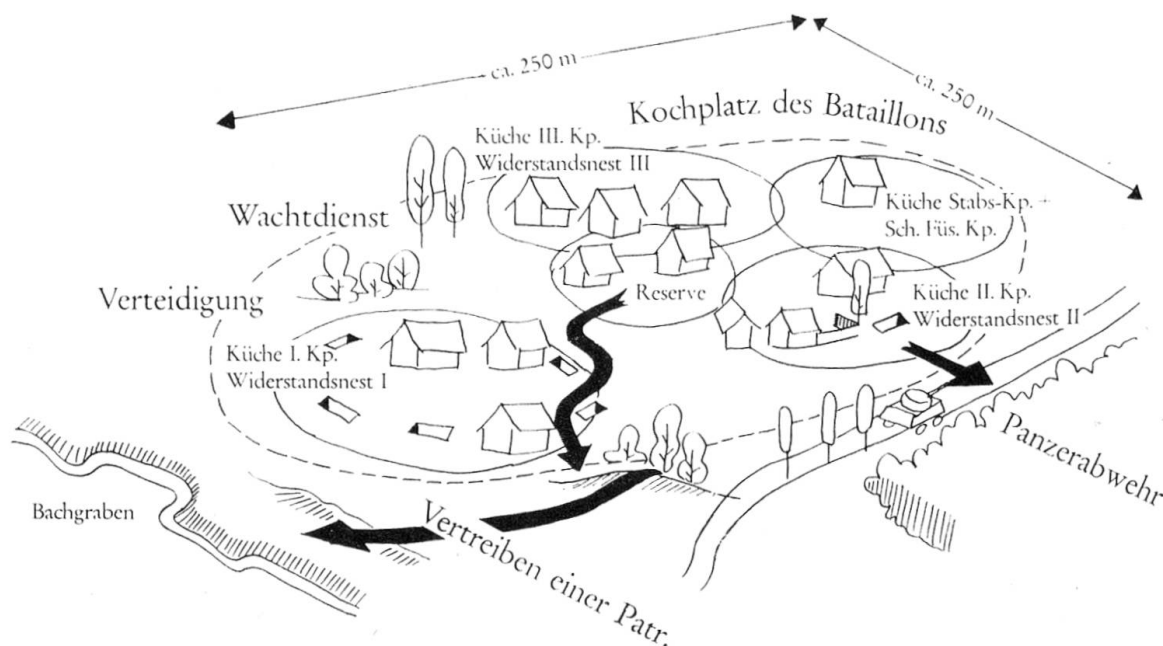 ca. 250 m
ca. 250 m
Kochplatz des Bataillons
Küche III. Kp.
Widerstandsnest III
Wachtdienst
Küche Stabs-Kp. +
Sch. Füs. Kp.
Verteidigung
Reserve
Küche II. Kp.
Widerstandsnest II
Küche I. Kp.
Widerstandsnest I
Panzerabwehr
Bachgraben
Vertreiben einer Patr.